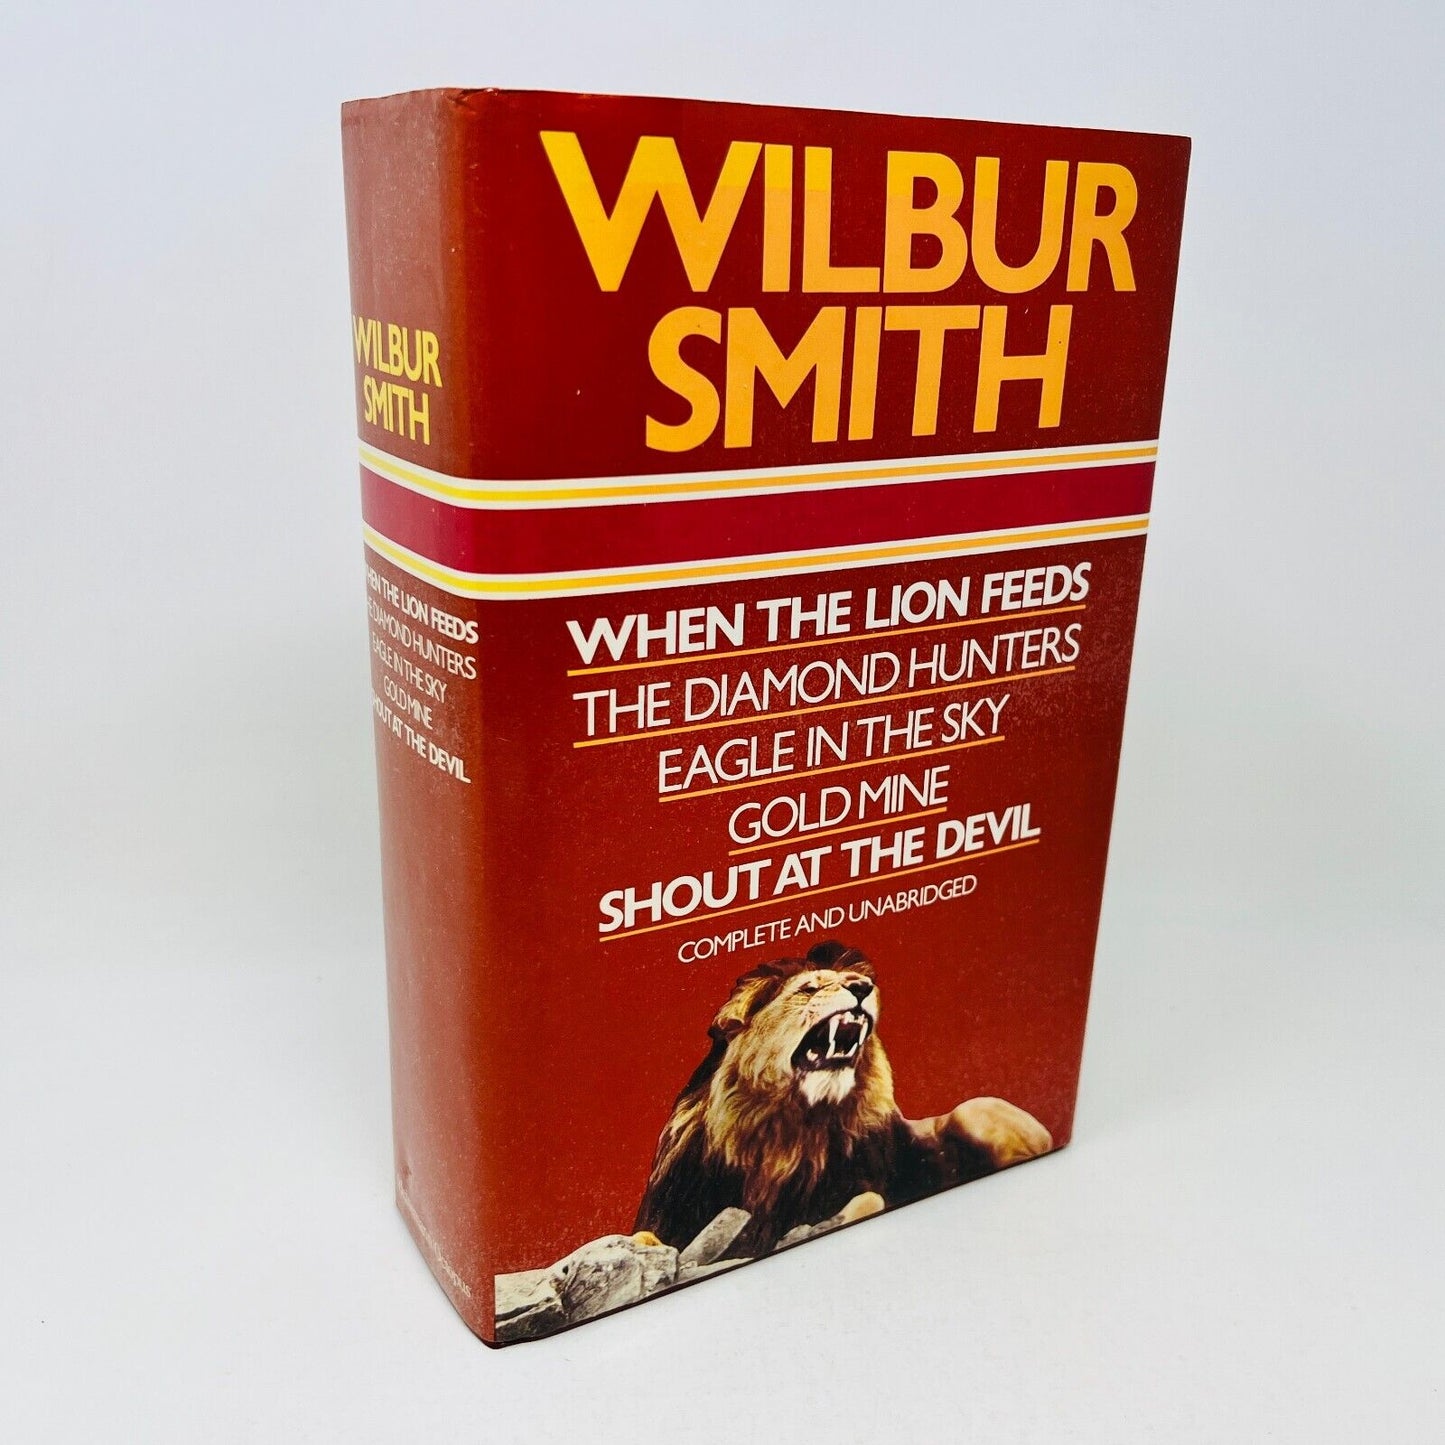 WILBUR
SMITH
WHEN THE LION FEEDS
THE DIAMOND HUNTERS
EAGLE IN THE SKY
GOLD MINE
SHOUT AT THE DEVIL
COMPLETE AND UNABRIDGED
WILBUR
SMITH
WHEN THE LION FEEDS
THE DIAMOND HUNTERS
EAGLE IN THE SKY
GOLD MINE
SHOUT AT THE DEVIL
Octopus